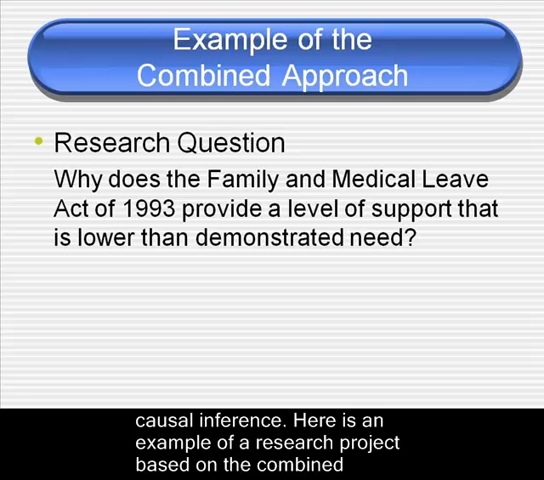 Example of the
Combined Approach
• Research Question
Why does the Family and Medical Leave
Act of 1993 provide a level of support that
is lower than demonstrated need?
causal inference. Here is an
example of a research project
based on the combined